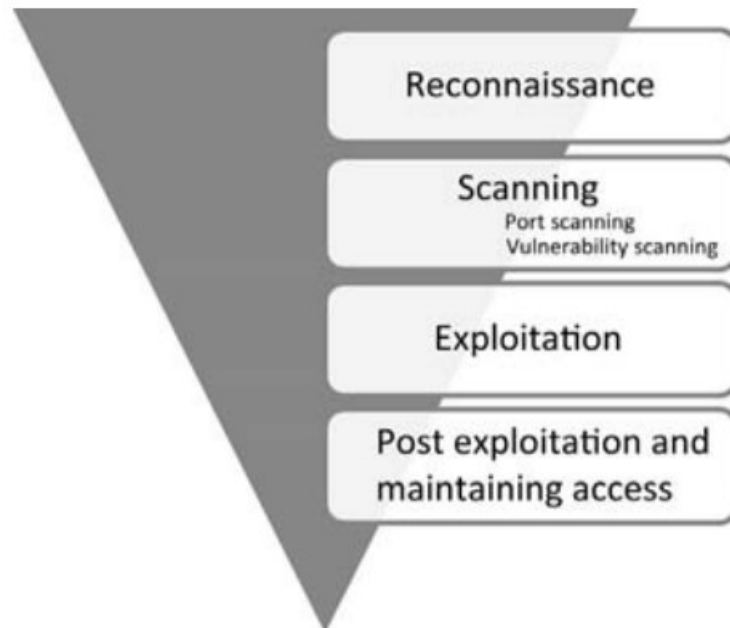 Reconnaissance
Scanning
Port scanning
Vulnerability scanning
Exploitation
Post exploitation and
maintaining access